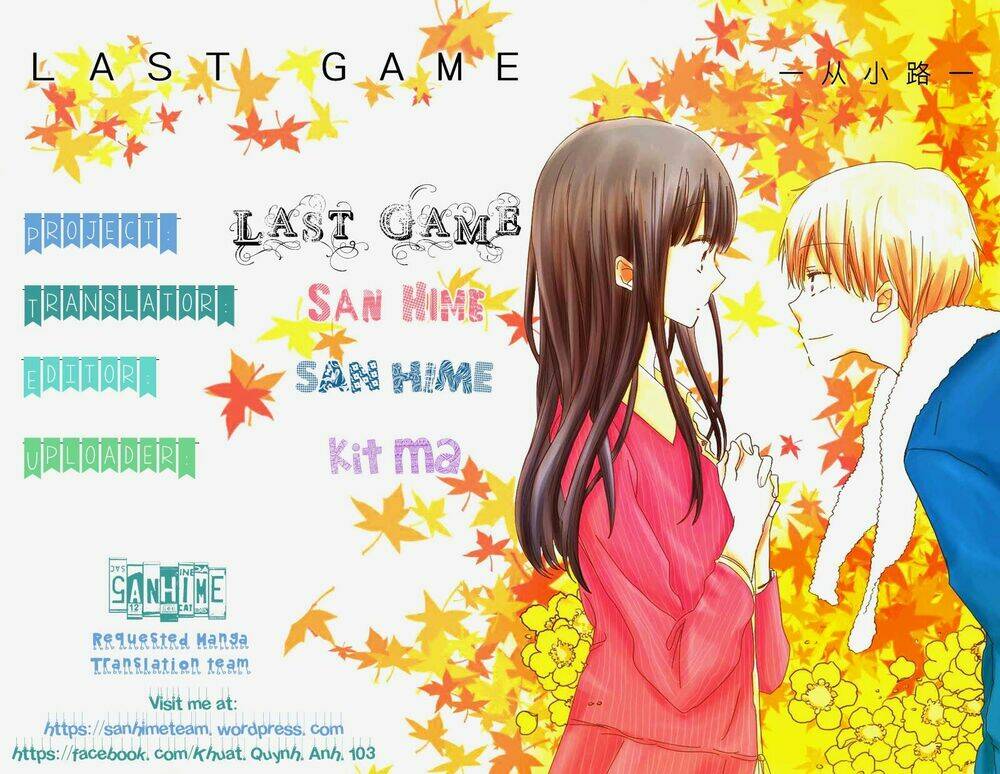 LAST GAME
一从小路一
PROJECT:
LAST GAME
TRANSLATOR:
SAN HIME
EDITOR:
SAN HIME
UPLOADER:
Kit ma
SANHIME
Requested Manga
Translation team
Visit me at:
https://sanhimeteam.wordpress.com
https://facebook.com/Khuat.Quynh.Anh.103